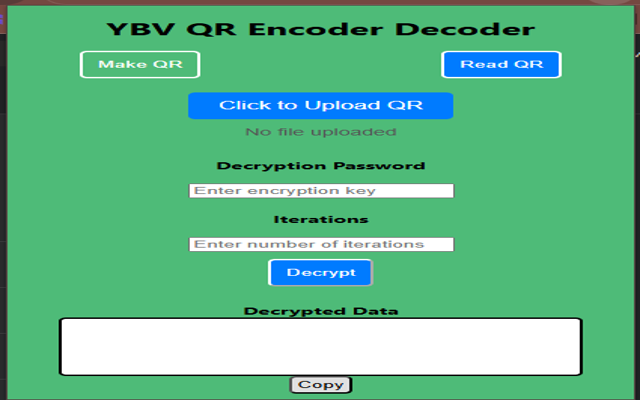 YBV QR Encoder Decoder
Make QR
Read QR
Click to Upload QR
No file uploaded
Decryption Password
Enter encryption key
Iterations
Enter number of iterations
Decrypt
Decrypted Data
Copy